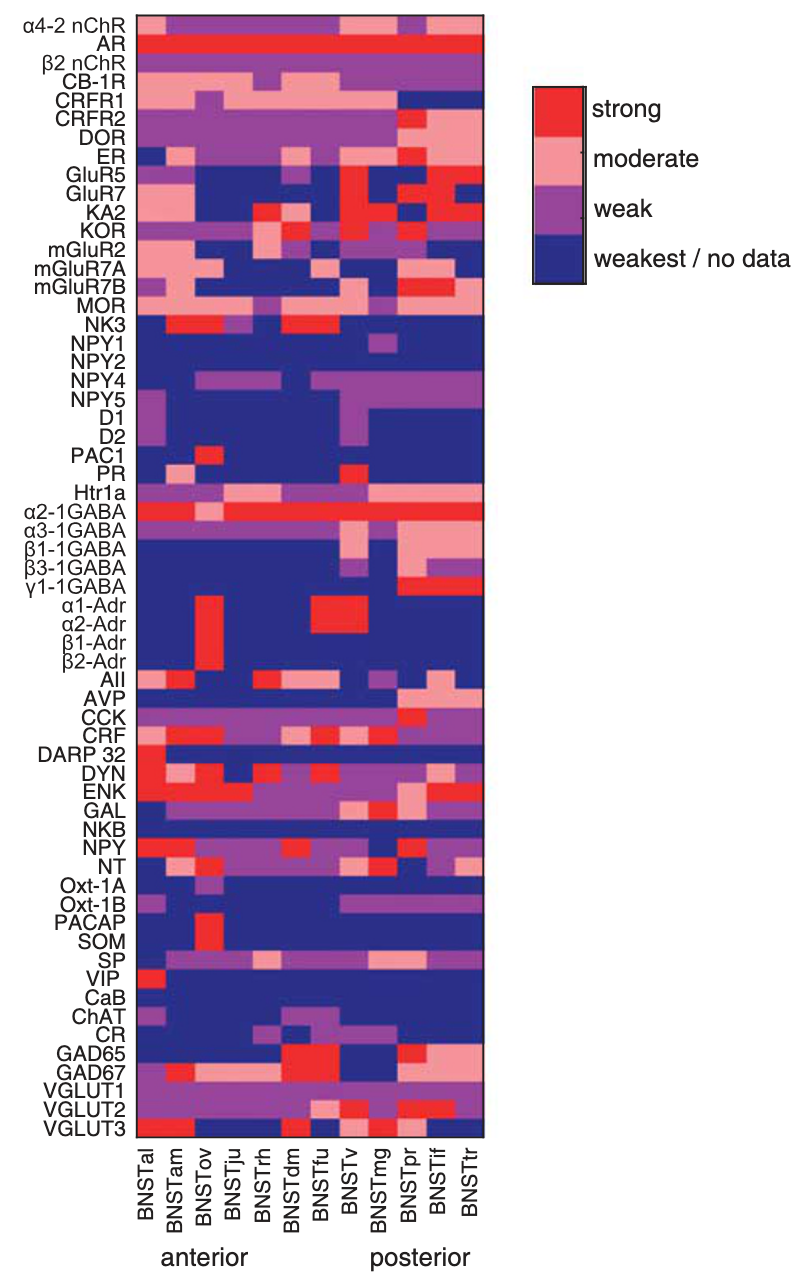 α4-2 nChR
AR
β2 nChR
CB-1R
CRFR1
CRFR2
DOR
ER
GluR5
GluR7
KA2
KOR
mGluR2
mGluR7A
mGluR7B
MOR
NK3
NPY1
NPY2
NPY4
NPY5
D1
D2
PAC1
PR
Htr1a
α2-1GABA
α3-1GABA
β1-1GABA
β3-1GABA
γ1-1GABA
α1-Adr
α2-Adr
β1-Adr
β2-Adr
AII
AVP
CCK
CRF
DARP 32
DYN
ENK
GAL
NKB
NPY
NT
Oxt-1A
Oxt-1B
PACAP
SOM
SP
VIP
CaB
ChAT
CR
GAD65
GAD67
VGLUT1
VGLUT2
VGLUT3
BNSTal
BNSTam
BNSTov
BNSTju
BNSTrh
BNSTdm
BNSTfu
BNSTv
BNSTmg
BNSTpr
BNSTif
BNSTtr
anterior
posterior
strong
moderate
weak
weakest / no data